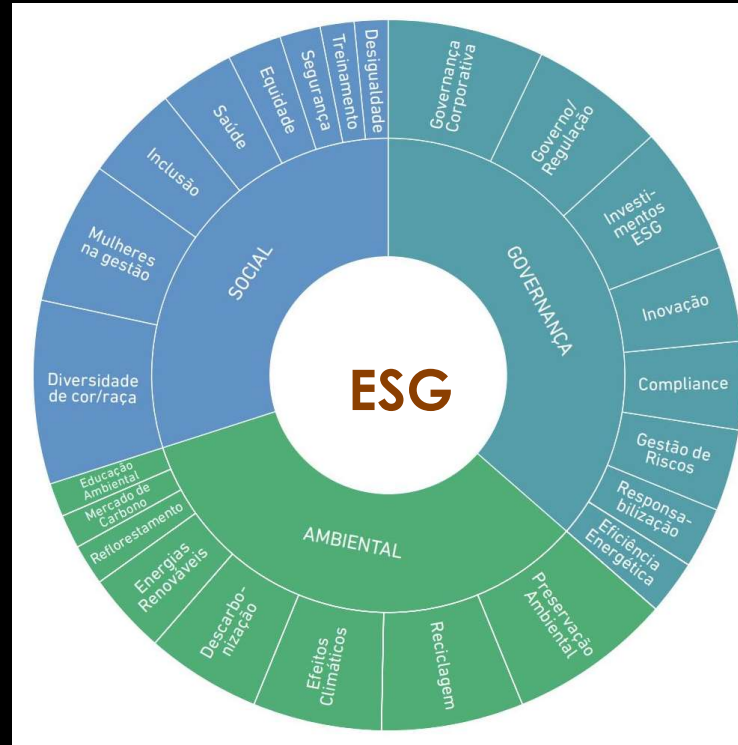 ESG
GOVERNANÇA
Governança
Corporativa
Governo/
Regulação
Investi-
mentos
ESG
Inovação
Compliance
Gestão de
Riscos
Responsa-
bilização
Eficiência
Energética
AMBIENTAL
Preservação
Ambiental
Reciclagem
Efeitos
Climáticos
Descarbo-
nização
Energias
Renováveis
Reflorestamento
Mercado de
Carbono
Educação
Ambiental
SOCIAL
Diversidade
de cor/raça
Mulheres
na gestão
Inclusão
Saúde
Equidade
Segurança
Treinamento
Desigualdade